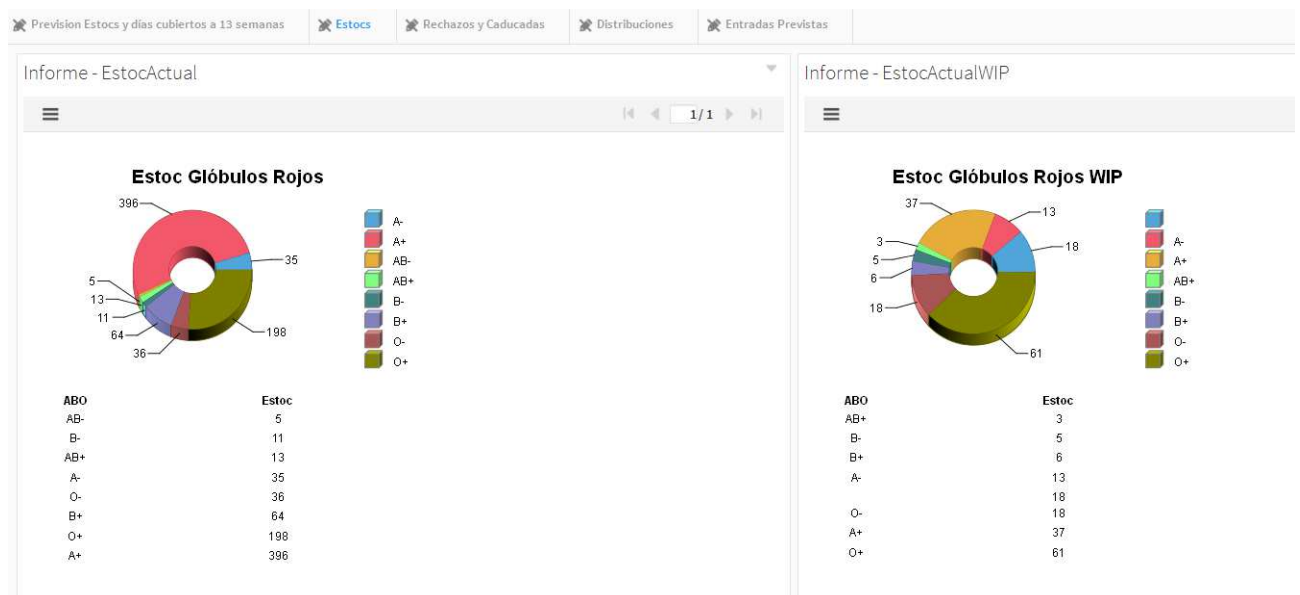 Prevision Estocs y días cubiertos a 13 semanas
Estocs
Rechazos y Caducadas
Distribuciones
Entradas Previstas
Informe - EstocActual
1/ 1
Estoc Glóbulos Rojos
396
35
5
13
11
64
36
198
A-
A+
AB-
AB+
B-
B+
O-
O+
ABO Estoc
AB- 5
B- 11
AB+ 13
A- 35
O- 36
B+ 64
O+ 198
A+ 396
Informe - EstocActualWIP
Estoc Glóbulos Rojos WIP
37
13
3
18
5
6
18
61
A-
A+
AB+
B-
B+
O-
O+
ABO Estoc
AB+ 3
B- 5
B+ 6
A- 13
18
O- 18
A+ 37
O+ 61